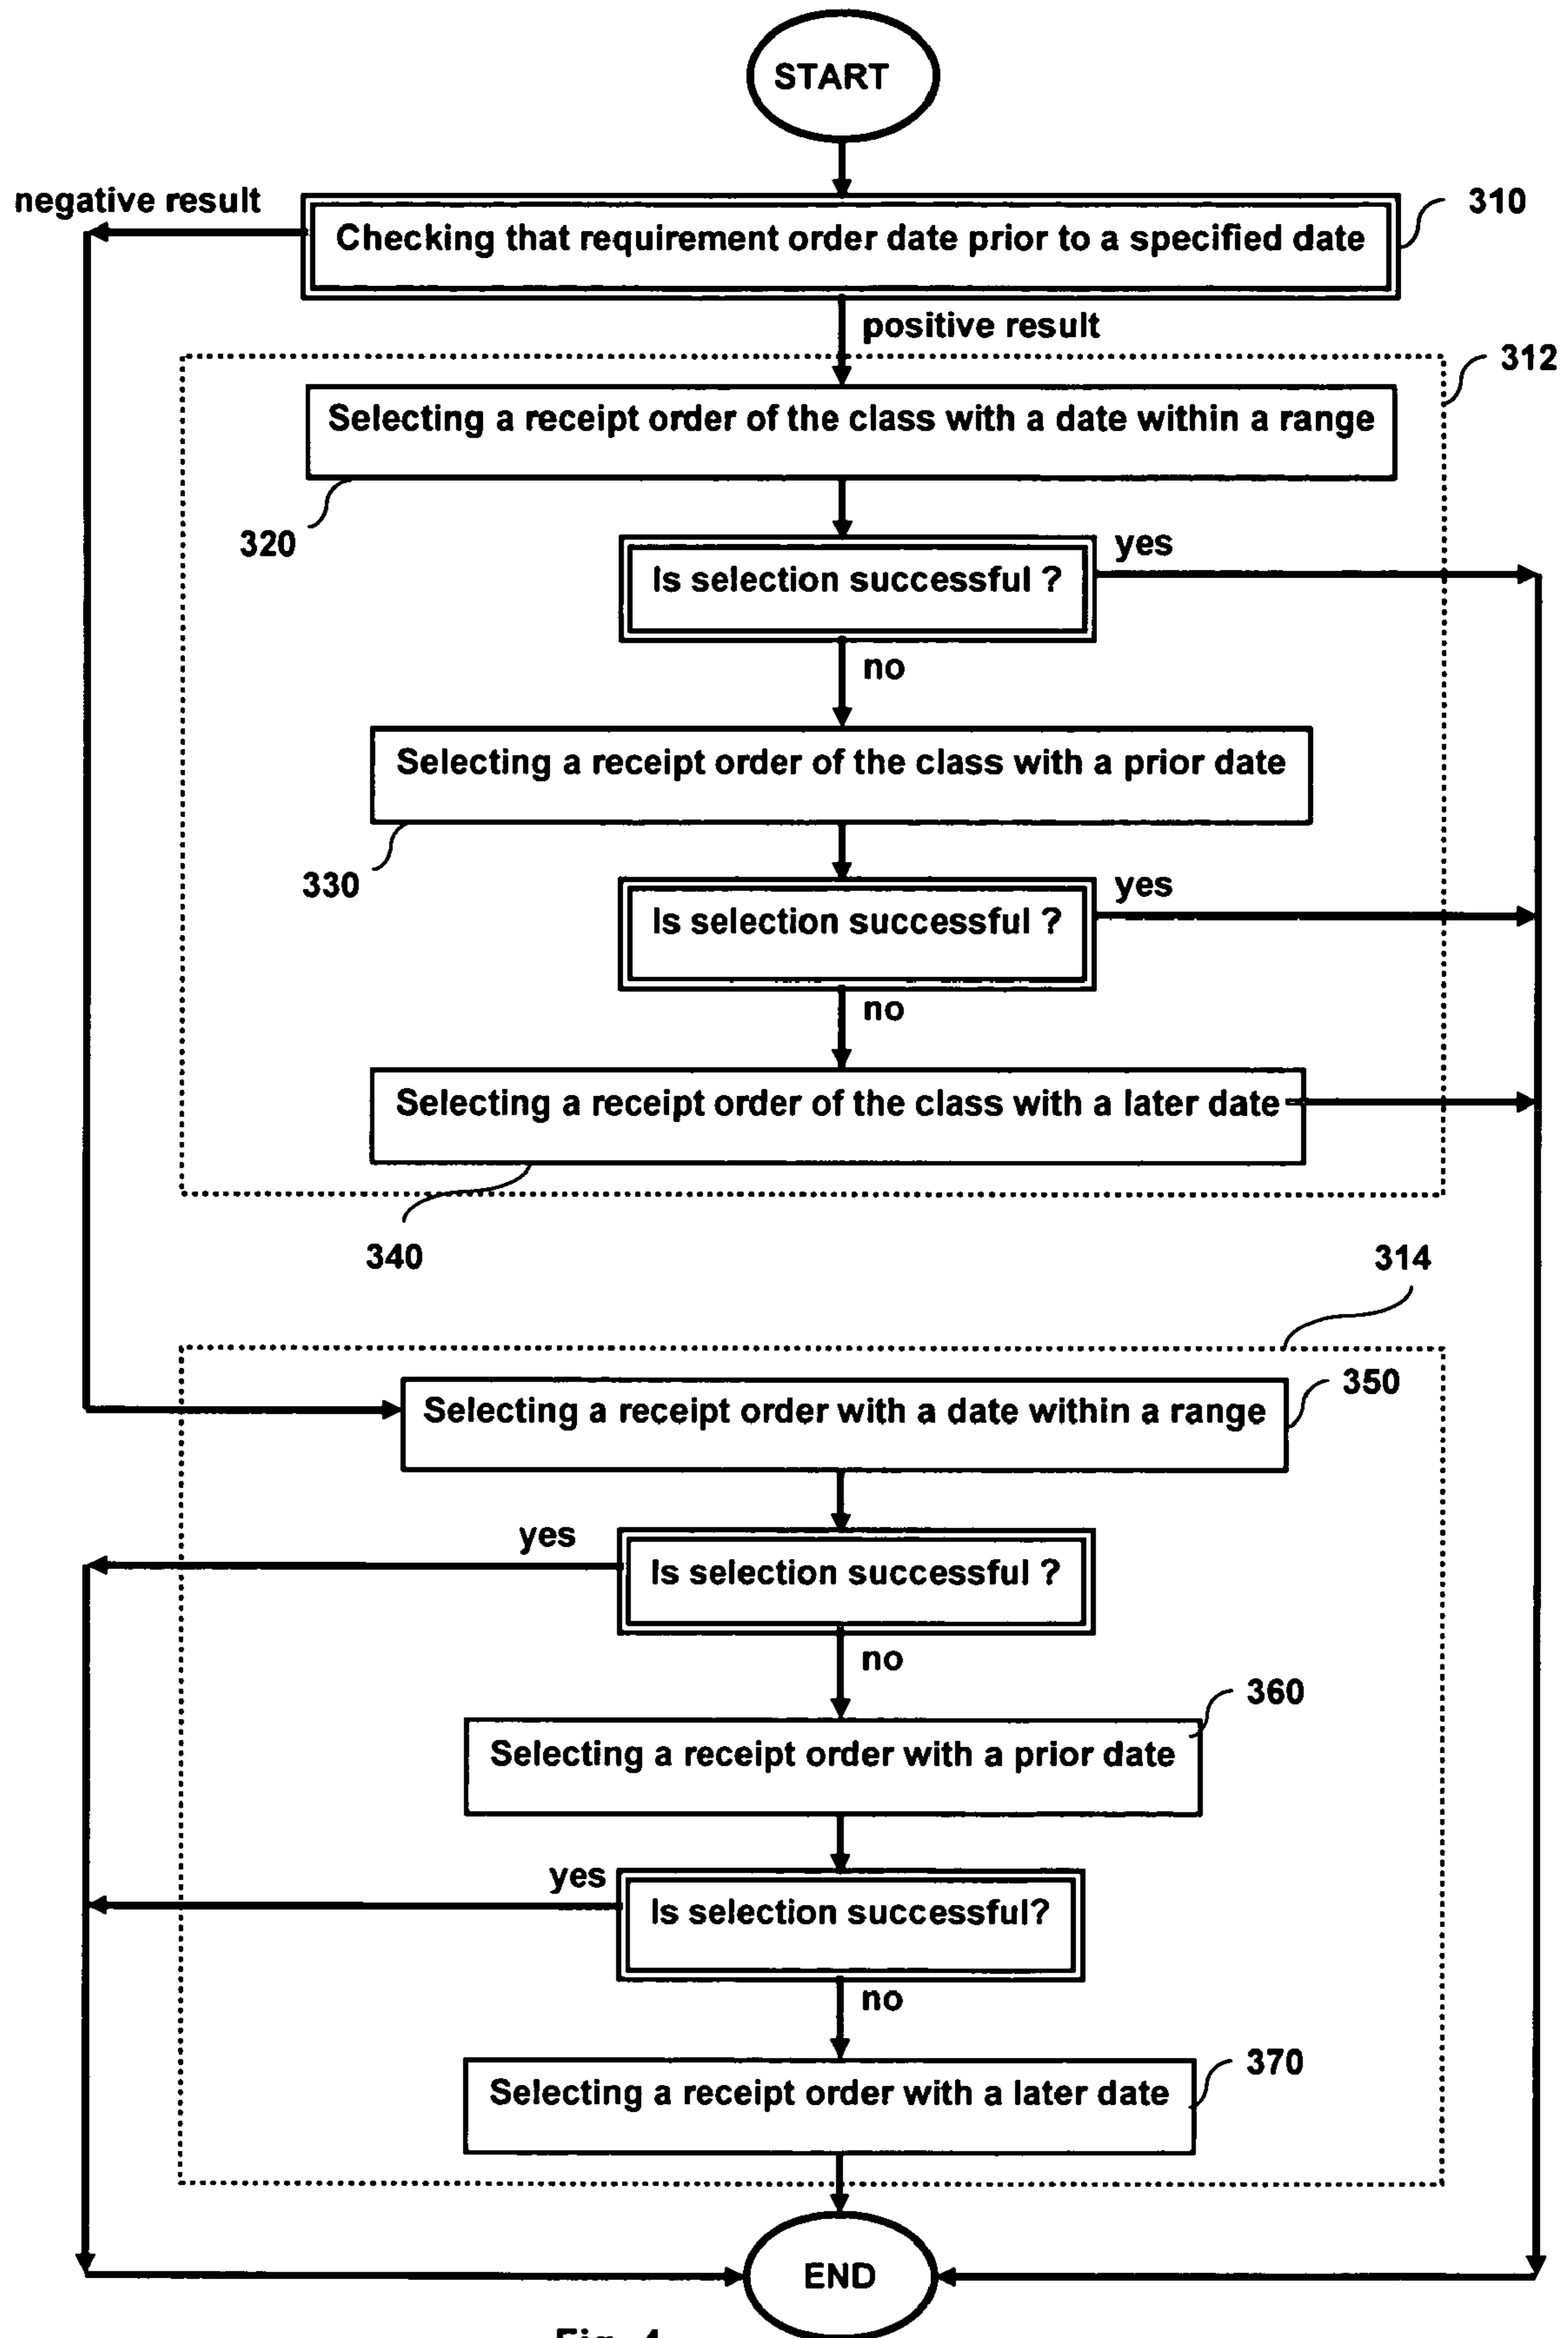 START
negative result
310
Checking that requirement order date prior to a specified date
positive result
312
Selecting a receipt order of the class with a date within a range
320
yes
Is selection successful ?
no
Selecting a receipt order of the class with a prior date
330
yes
Is selection successful ?
no
Selecting a receipt order of the class with a later date
340
314
350
Selecting a receipt order with a date within a range
yes
Is selection successful ?
no
360
Selecting a receipt order with a prior date
yes
Is selection successful?
no
370
Selecting a receipt order with a later date
END